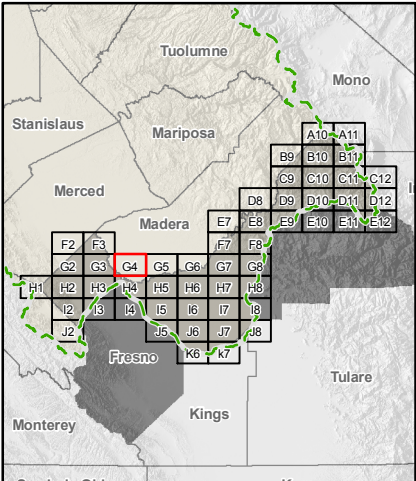 Tuolumne
Mono
Stanislaus
Mariposa
A10 A11
B9 B10 B11
C9 C10 C11 C12
Merced
D8 D9 D10 D11 D12
Madera
E7 E8 E9 E10 E11 E12
F2 F3 F7 F8
G2 G3 G4 G5 G6 G7 G8
H1 H2 H3 H4 H5 H6 H7 H8
I2 I3 I4 I5 I6 I7 I8
J2 J5 J6 J7 J8
Fresno K6 k7
Tulare
Kings
Monterey